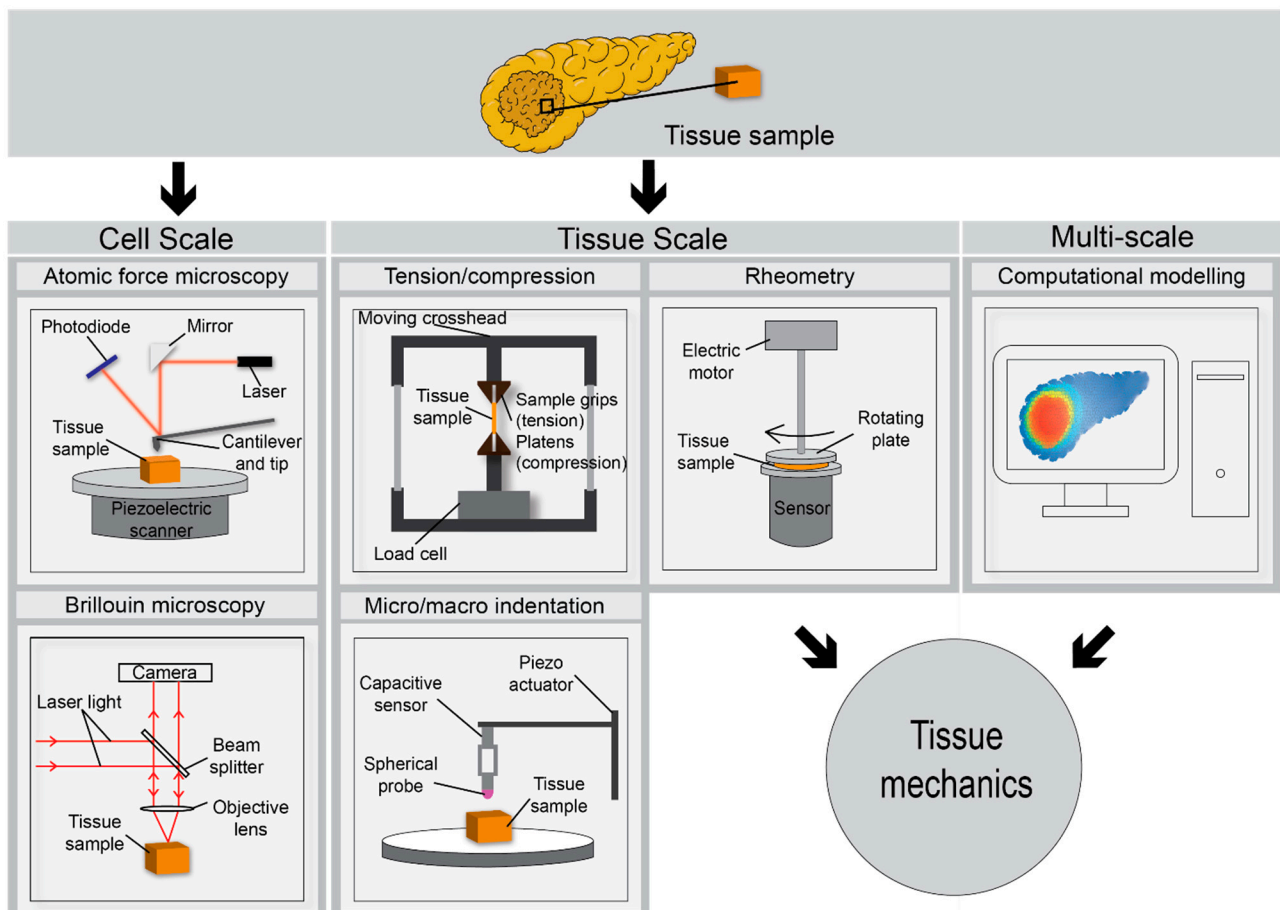 Tissue sample
Cell Scale
Tissue Scale
Multi-scale
Atomic force microscopy
Photodiode
Mirror
Laser
Tissue
sample
Cantilever
and tip
Piezoelectric
scanner
Tension/compression
Moving crosshead
Tissue
sample
Sample grips
(tension)
Platens
(compression)
Load cell
Rheometry
Electric
motor
Rotating
plate
Tissue
sample
Sensor
Computational modelling
Brillouin microscopy
Camera
Laser light
Beam
splitter
Objective
lens
Tissue
sample
Micro/macro indentation
Piezo
actuator
Capacitive
sensor
Spherical
probe
Tissue
sample
Tissue
mechanics